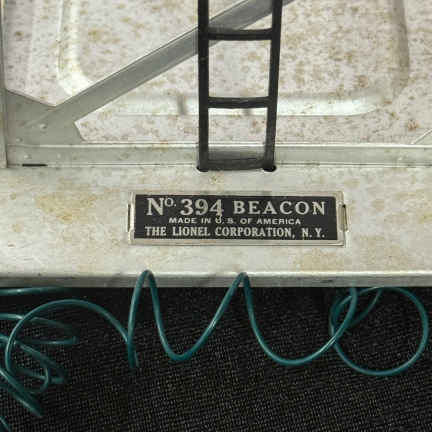 No. 394 BEACON
MADE IN U. S. OF AMERICA
THE LIONEL CORPORATION, N. Y.